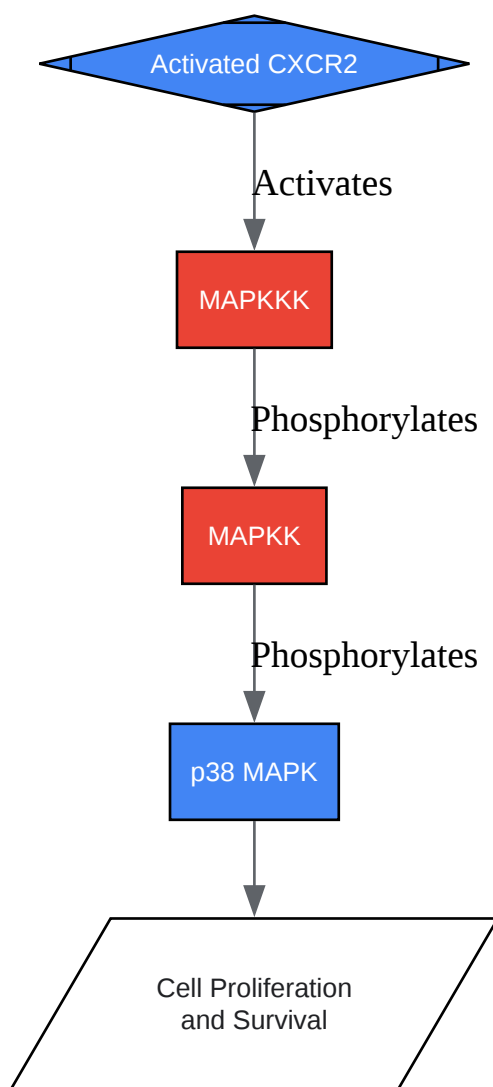 Activated CXCR2
Activates
MAPKKK
Phosphorylates
MAPKK
Phosphorylates
p38 MAPK
Cell Proliferation
and Survival